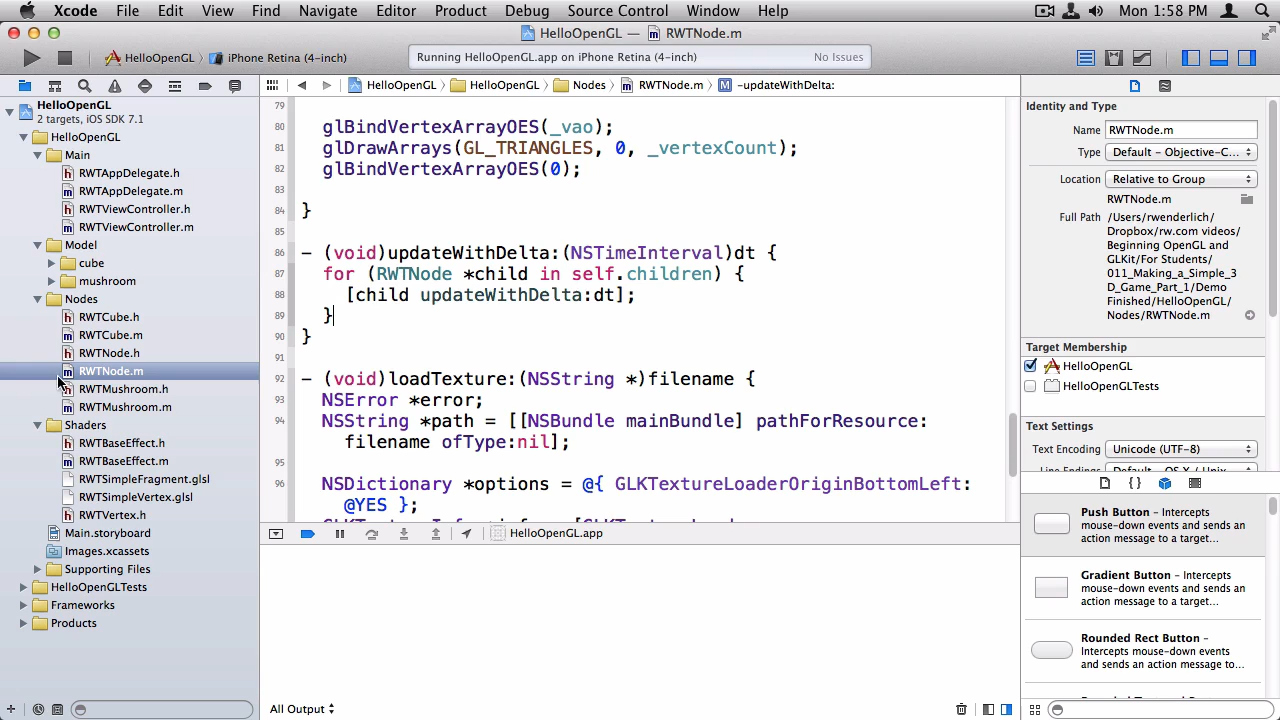 Xcode File Edit View Find Navigate Editor Product Debug Source Control Window Help Mon 1:58 PM
HelloOpenGL — RWTNode.m
HelloOpenGL iPhone Retina (4-inch) Running HelloOpenGL.app on iPhone Retina (4-inch) No Issues
HelloOpenGL HelloOpenGL Nodes RWTNode.m -updateWithDelta:
HelloOpenGL
2 targets, iOS SDK 7.1
HelloOpenGL
Main
RWTAppDelegate.h
RWTAppDelegate.m
RWTViewController.h
RWTViewController.m
Model
cube
mushroom
Nodes
RWTCube.h
RWTCube.m
RWTNode.h
RWTNode.m
RWTMushroom.h
RWTMushroom.m
Shaders
RWTBaseEffect.h
RWTBaseEffect.m
RWTSimpleFragment.glsl
RWTSimpleVertex.glsl
RWTVertex.h
Main.storyboard
Images.xcassets
Supporting Files
HelloOpenGLTests
Frameworks
Products
79
80 glBindVertexArrayOES(_vao);
81 glDrawArrays(GL_TRIANGLES, 0, _vertexCount);
82 glBindVertexArrayOES(0);
83
84 }
85
86 - (void)updateWithDelta:(NSTimeInterval)dt {
87 for (RWTNode *child in self.children) {
88 [child updateWithDelta:dt];
89 }
90 }
91
92 - (void)loadTexture:(NSString *)filename {
93 NSError *error;
94 NSString *path = [[NSBundle mainBundle] pathForResource:
filename ofType:nil];
95
96 NSDictionary *options = @{ GLKTextureLoaderOriginBottomLeft:
@YES };
HelloOpenGL.app
All Output
Identity and Type
Name RWTNode.m
Type Default - Objective-C...
Location Relative to Group
RWTNode.m
Full Path /Users/rwenderlich/
Dropbox/rw.com videos/
Beginning OpenGL and
GLKit/For Students/
011_Making_a_Simple_3
D_Game_Part_1/Demo
Finished/HelloOpenGL/
Nodes/RWTNode.m
Target Membership
HelloOpenGL
HelloOpenGLTests
Text Settings
Text Encoding Unicode (UTF-8)
{}
Push Button - Intercepts
mouse-down events and sends an
action message to a target...
Gradient Button - Intercepts
mouse-down events and sends an
action message to a target...
Rounded Rect Button -
Intercepts mouse-down events
and sends an action message to...